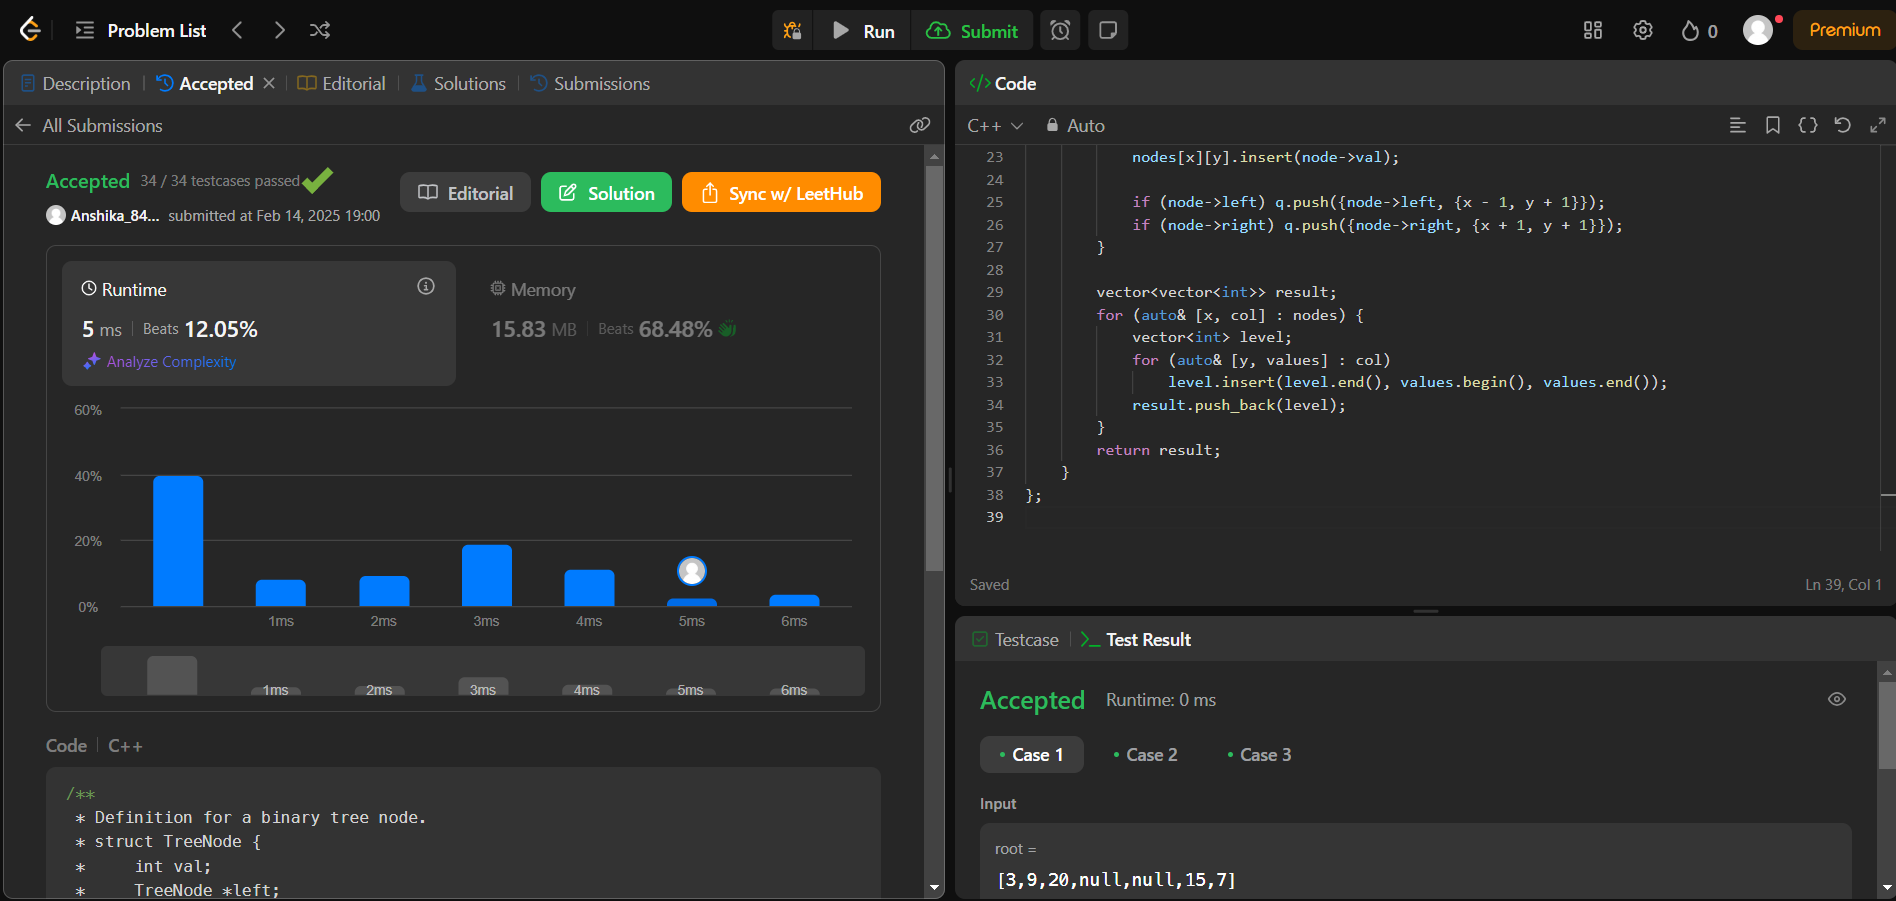 Problem List
Run
Submit
0
Premium
Description
Accepted
Editorial
Solutions
Submissions
All Submissions
Accepted 34 / 34 testcases passed
Anshika_84... submitted at Feb 14, 2025 19:00
Editorial
Solution
Sync w/ LeetHub
Runtime
5 ms Beats 12.05%
Analyze Complexity
Memory
15.83 MB Beats 68.48%
60%
40%
20%
0%
1ms 2ms 3ms 4ms 5ms 6ms
1ms 2ms 3ms 4ms 5ms 6ms
Code C++
/**
* Definition for a binary tree node.
* struct TreeNode {
*     int val;
*     TreeNode *left;
</> Code
C++ Auto
23 nodes[x][y].insert(node->val);
24
25 if (node->left) q.push({node->left, {x - 1, y + 1}});
26 if (node->right) q.push({node->right, {x + 1, y + 1}});
27 }
28
29 vector<vector<int>> result;
30 for (auto& [x, col] : nodes) {
31 vector<int> level;
32 for (auto& [y, values] : col)
33 level.insert(level.end(), values.begin(), values.end());
34 result.push_back(level);
35 }
36 return result;
37 }
38 };
39
Saved
Ln 39, Col 1
Testcase
Test Result
Accepted Runtime: 0 ms
Case 1
Case 2
Case 3
Input
root =
[3,9,20,null,null,15,7]